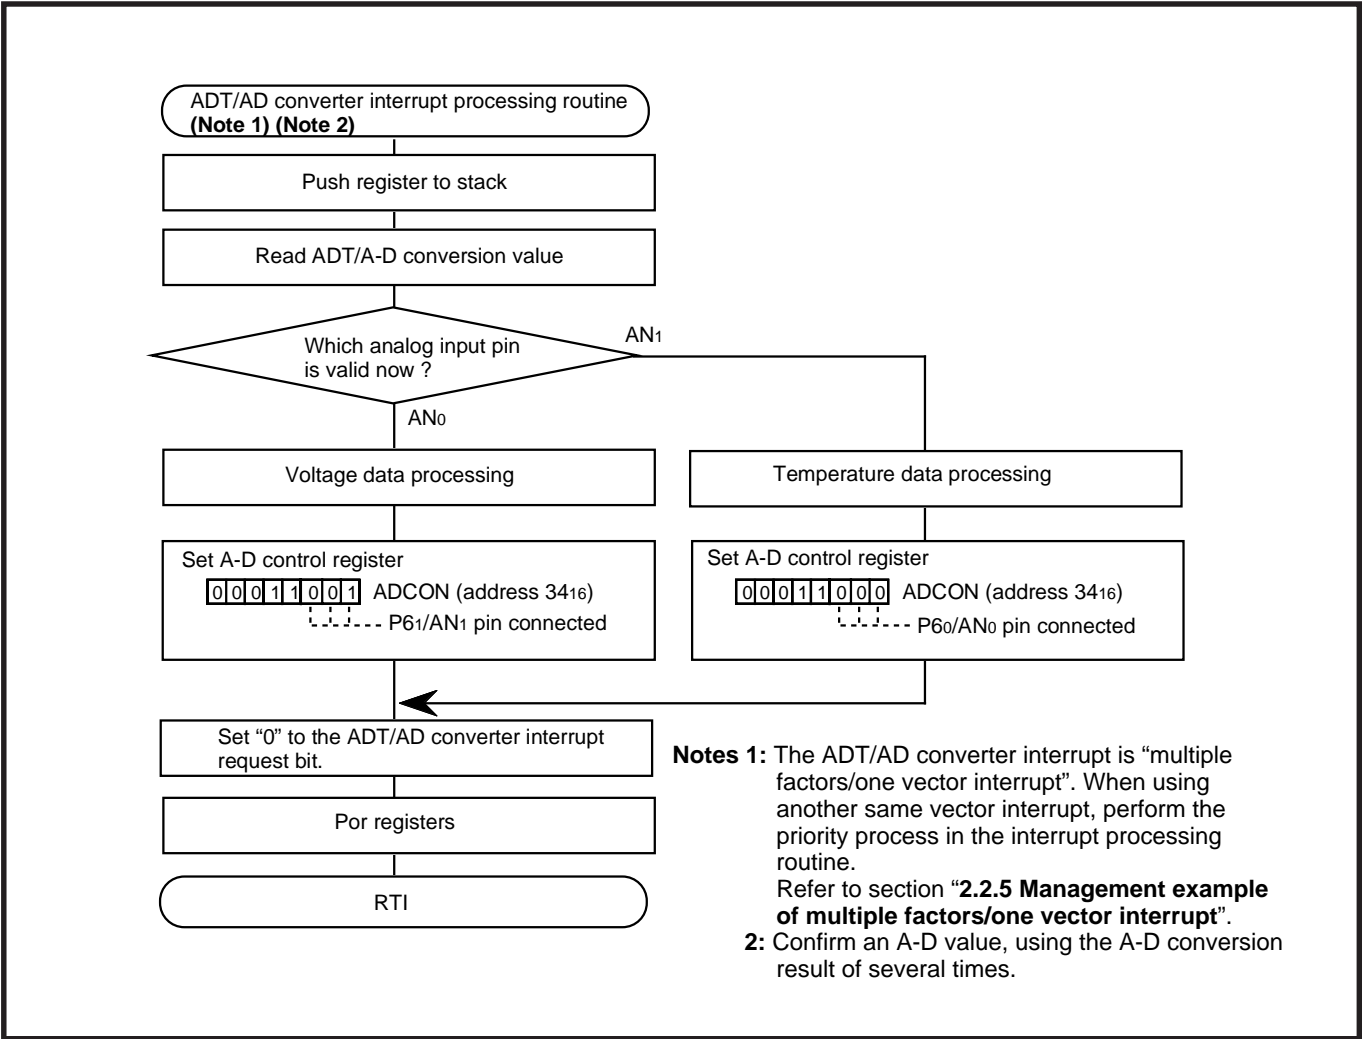 ADT/AD converter interrupt processing routine
(Note 1) (Note 2)
Push register to stack
Read ADT/A-D conversion value
Which analog input pin
is valid now ?
AN1
AN0
Voltage data processing
Temperature data processing
Set A-D control register
0 0 0 1 1 0 0 1 ADCON (address 3416)
P61/AN1 pin connected
Set A-D control register
0 0 0 1 1 0 0 0 ADCON (address 3416)
P60/AN0 pin connected
Set “0” to the ADT/AD converter interrupt
request bit.
Por registers
RTI
Notes 1: The ADT/AD converter interrupt is “multiple
factors/one vector interrupt”. When using
another same vector interrupt, perform the
priority process in the interrupt processing
routine.
Refer to section “2.2.5 Management example
of multiple factors/one vector interrupt”.
2: Confirm an A-D value, using the A-D conversion
result of several times.